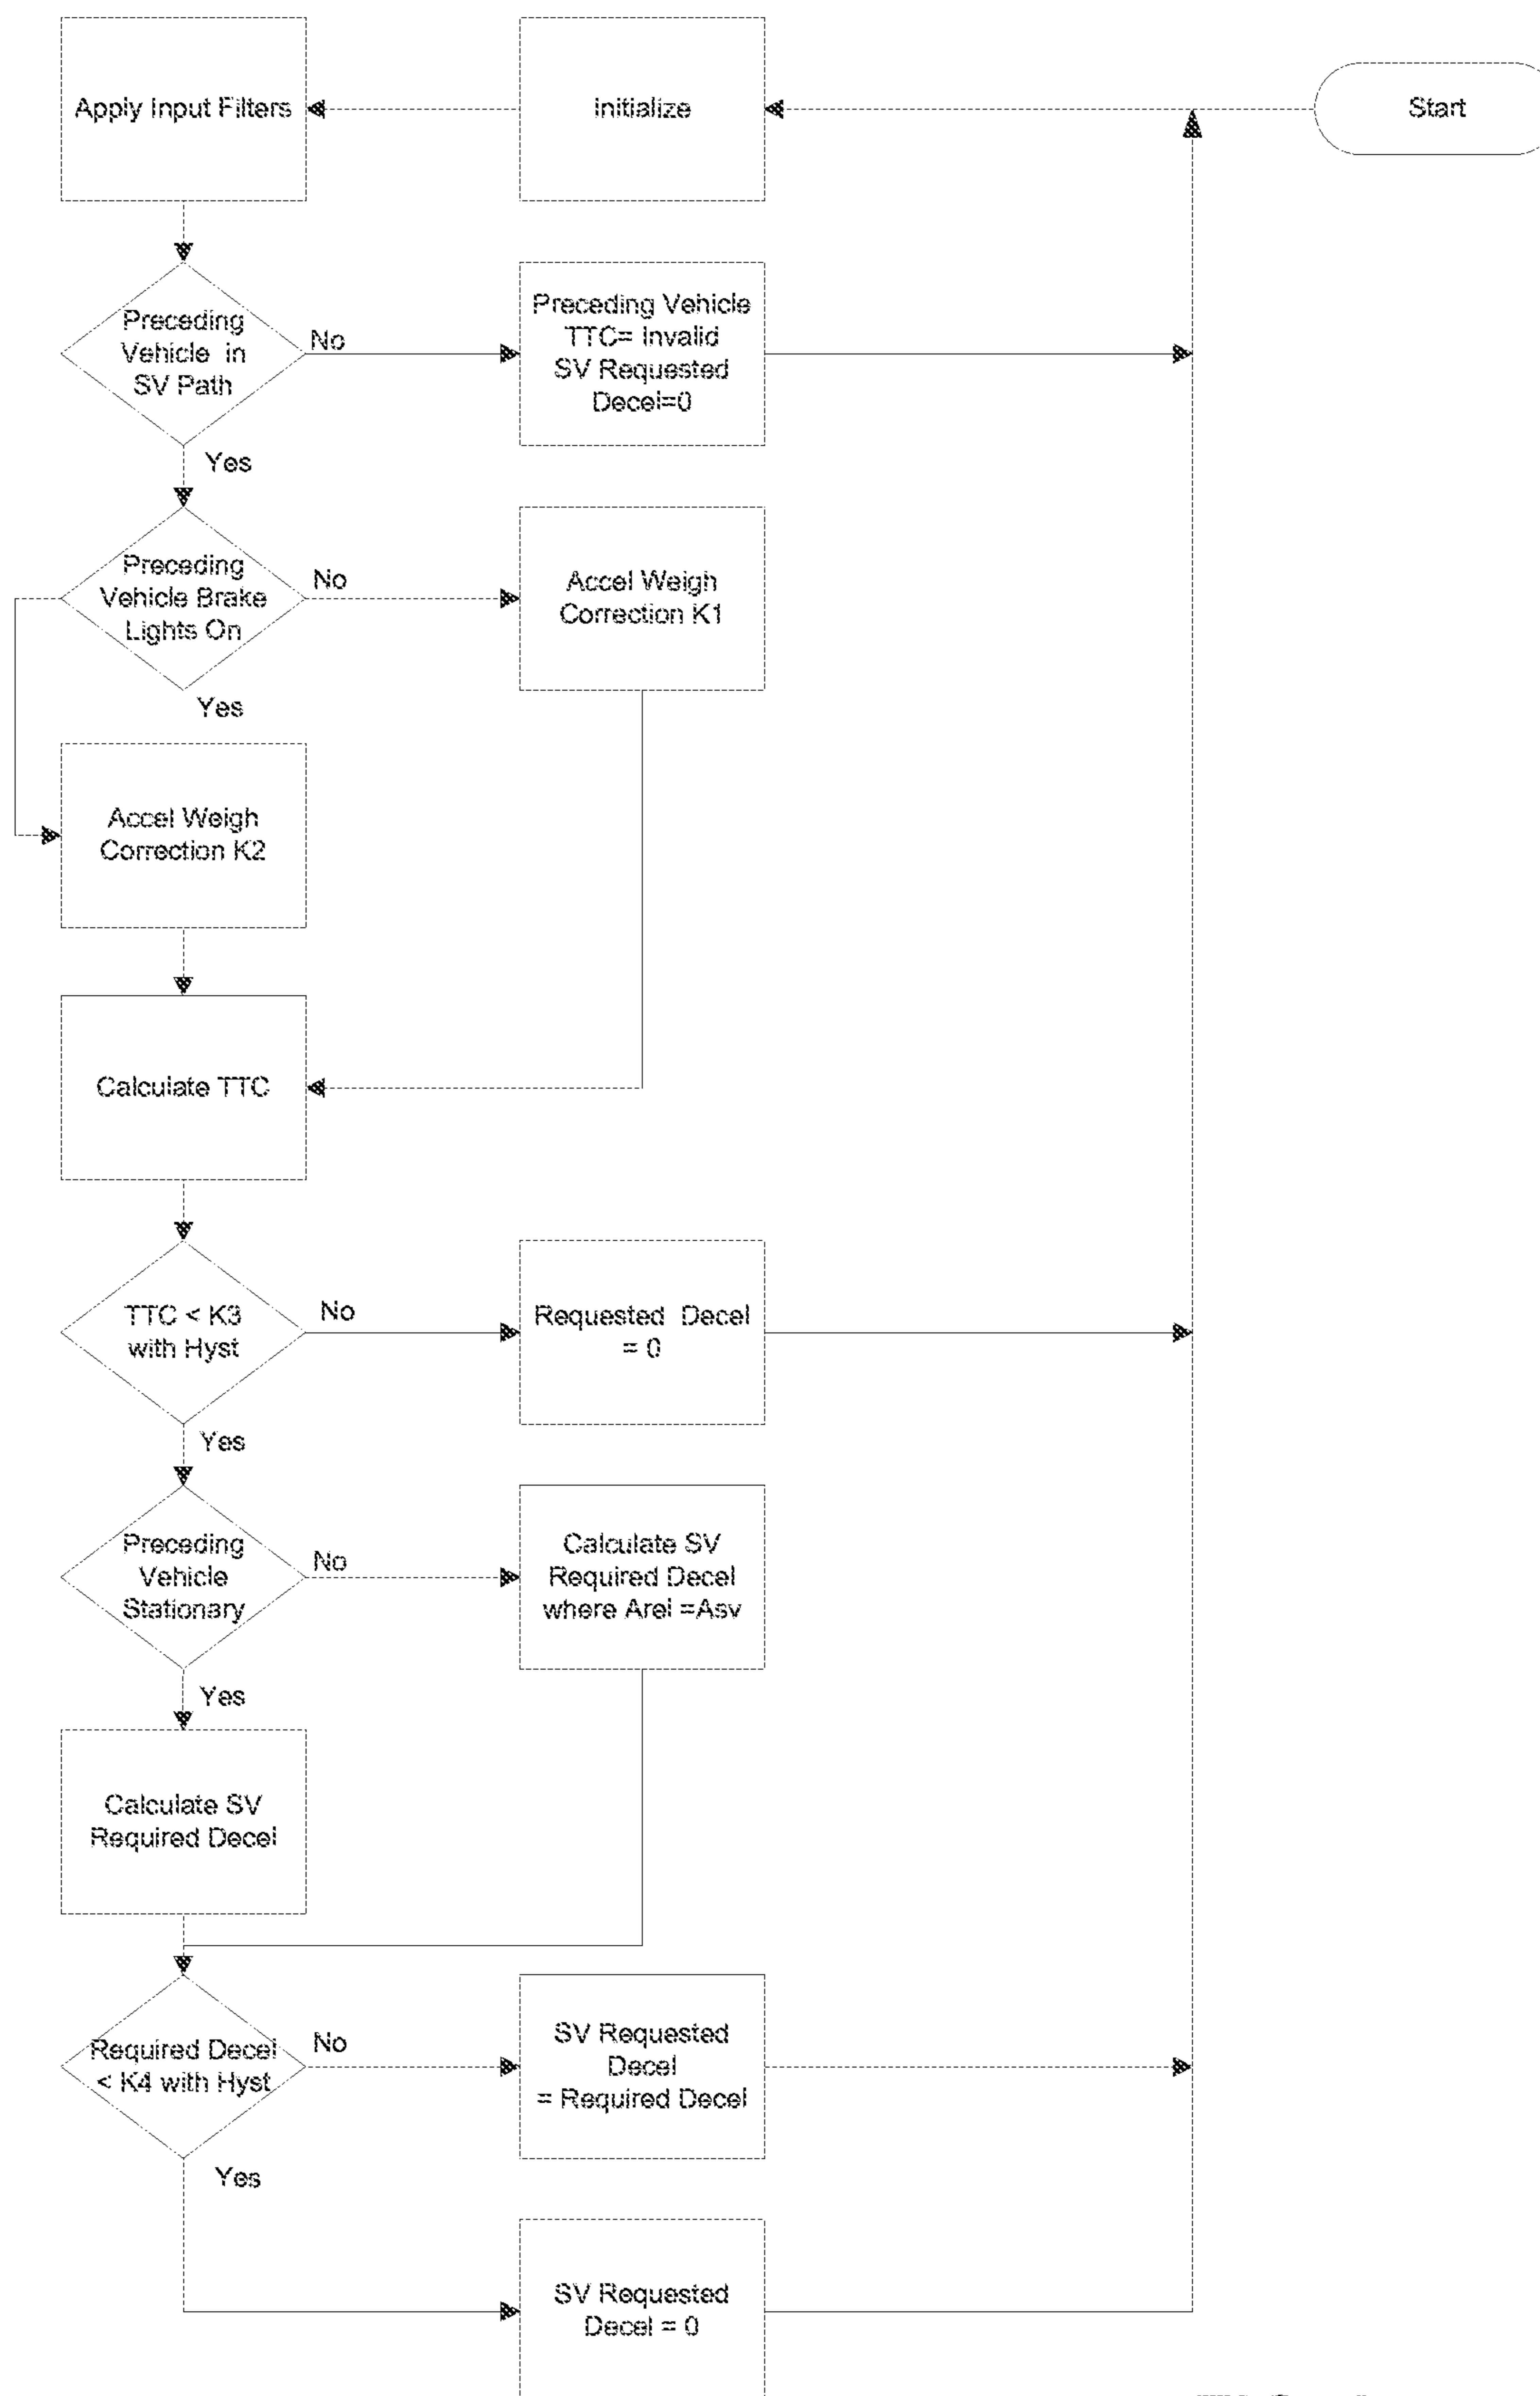 Apply Input Filters
Initialize
Start
Preceding
Vehicle in
SV Path
No
Preceding Vehicle
TTC= Invalid
SV Requested
Decel=0
Yes
Preceding
Vehicle Brake
Lights On
No
Accel Weigh
Correction K1
Yes
Accel Weigh
Correction K2
Calculate TTC
TTC < K3
with Hyst
No
Requested Decel
= 0
Yes
Preceding
Vehicle
Stationary
No
Calculate SV
Required Decel
where Arel =Asv
Yes
Calculate SV
Required Decel
Required Decel
< K4 with Hyst
No
SV Requested
Decel
= Required Decel
Yes
SV Requested
Decel = 0